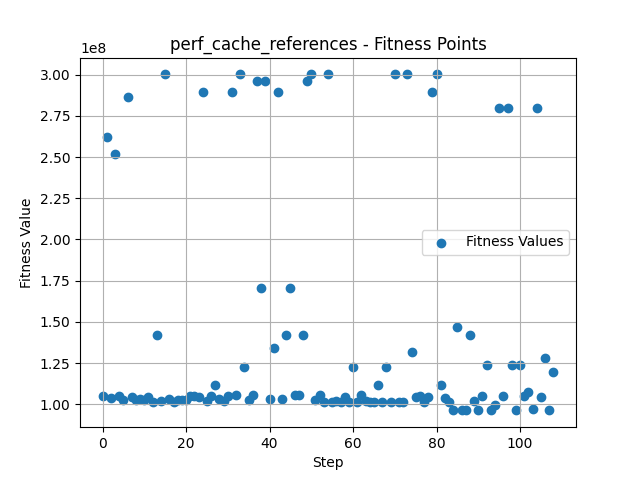 perf_cache_references - Fitness Points
1e8
3.00
2.75
2.50
2.25
2.00
1.75
1.50
1.25
1.00
Fitness Value
Fitness Values
0 20 40 60 80 100
Step